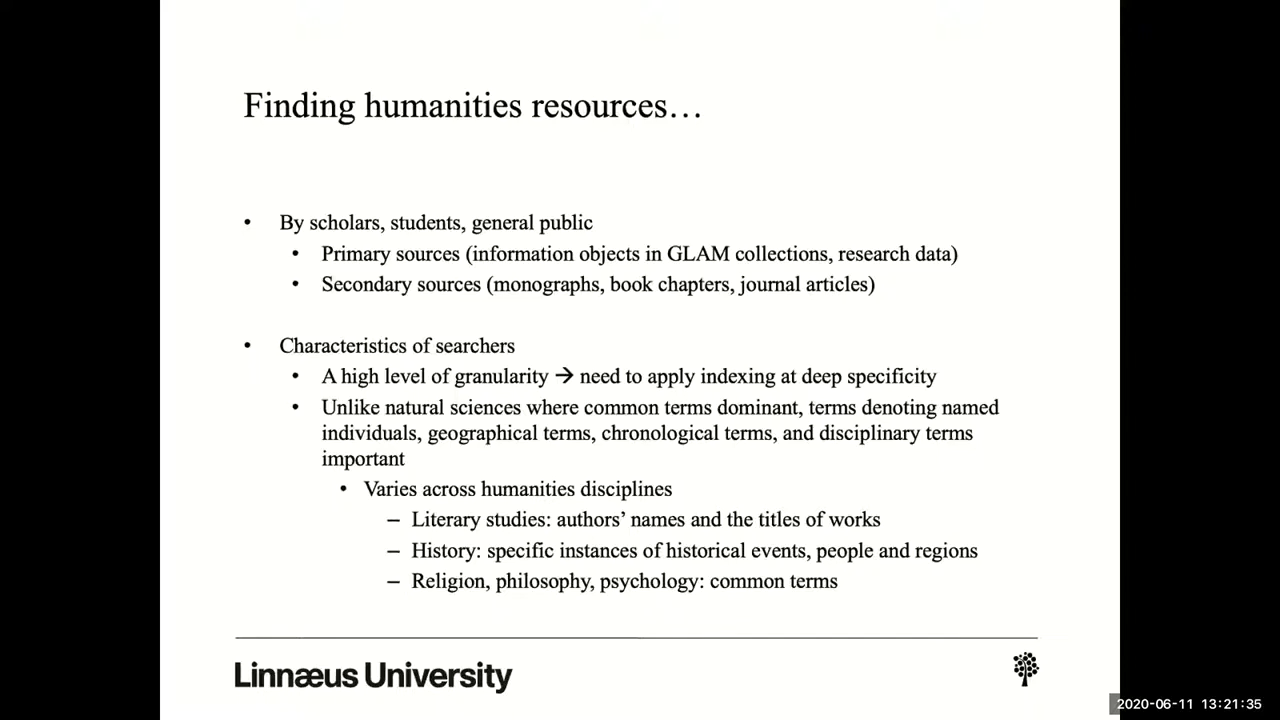 Finding humanities resources…
• By scholars, students, general public
• Primary sources (information objects in GLAM collections, research data)
• Secondary sources (monographs, book chapters, journal articles)
• Characteristics of searchers
• A high level of granularity → need to apply indexing at deep specificity
• Unlike natural sciences where common terms dominant, terms denoting named
individuals, geographical terms, chronological terms, and disciplinary terms
important
• Varies across humanities disciplines
– Literary studies: authors’ names and the titles of works
– History: specific instances of historical events, people and regions
– Religion, philosophy, psychology: common terms
Linnæus University
2020-06-11 13:21:35